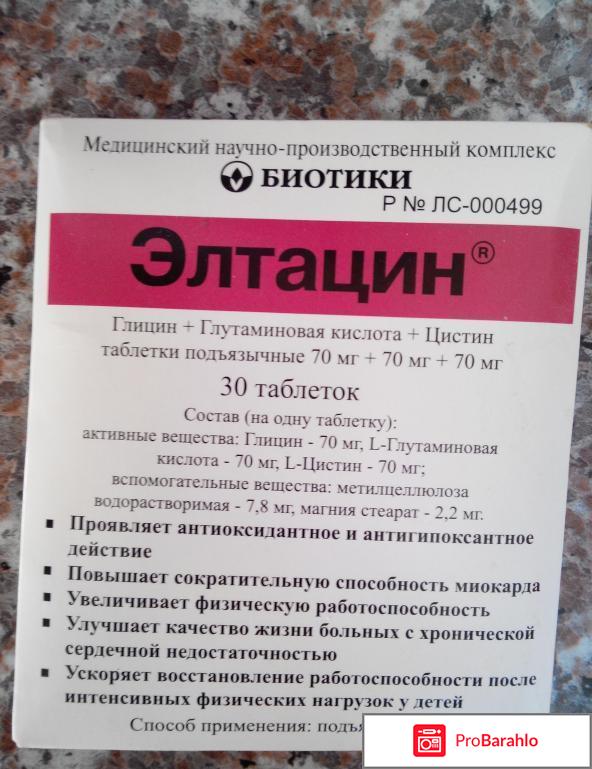 Медицинский научно-производственный комплекс
БИОТИКИ
Р № ЛС-000499
Элтацин®
Глицин + Глутаминовая кислота + Цистин
таблетки подъязычные 70 мг + 70 мг + 70 мг
30 таблеток
Состав (на одну таблетку):
активные вещества: Глицин - 70 мг, L-Глутаминовая
кислота - 70 мг, L-Цистин - 70 мг;
вспомогательные вещества: метилцеллюлоза
водорастворимая - 7,8 мг, магния стеарат - 2,2 мг.
▪ Проявляет антиоксидантное и антигипоксантное
действие
▪ Повышает сократительную способность миокарда
▪ Увеличивает физическую работоспособность
▪ Улучшает качество жизни больных с хронической
сердечной недостаточностью
▪ Ускоряет восстановление работоспособности после
интенсивных физических нагрузок у детей
Способ применения:
ProBarahlo